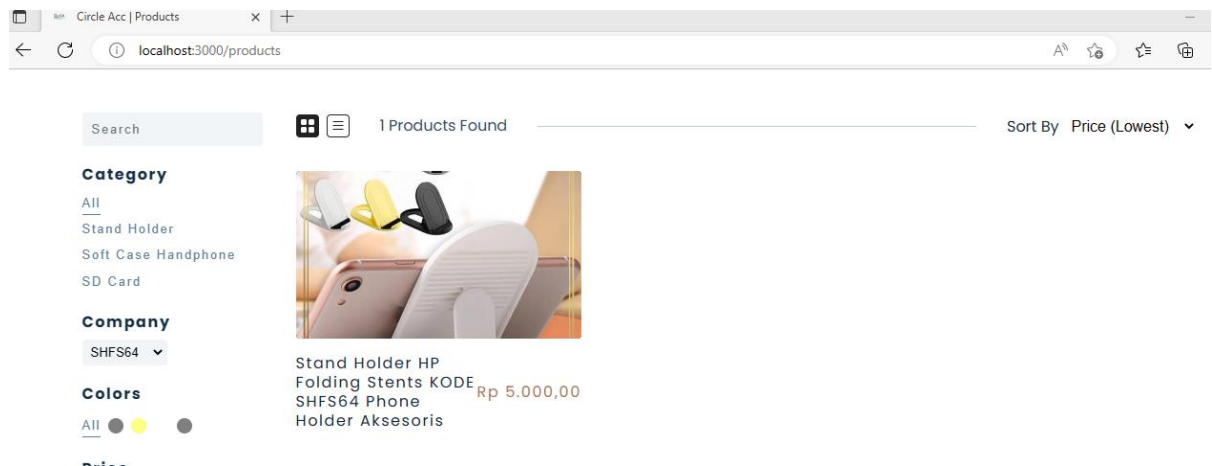 Circle Acc | Products
localhost:3000/products
Search
1 Products Found
Sort By Price (Lowest)
Category
All
Stand Holder
Soft Case Handphone
SD Card
Company
SHFS64
Colors
All
Stand Holder HP
Folding Stents KODE
SHFS64 Phone
Holder Aksesoris
Rp 5.000,00